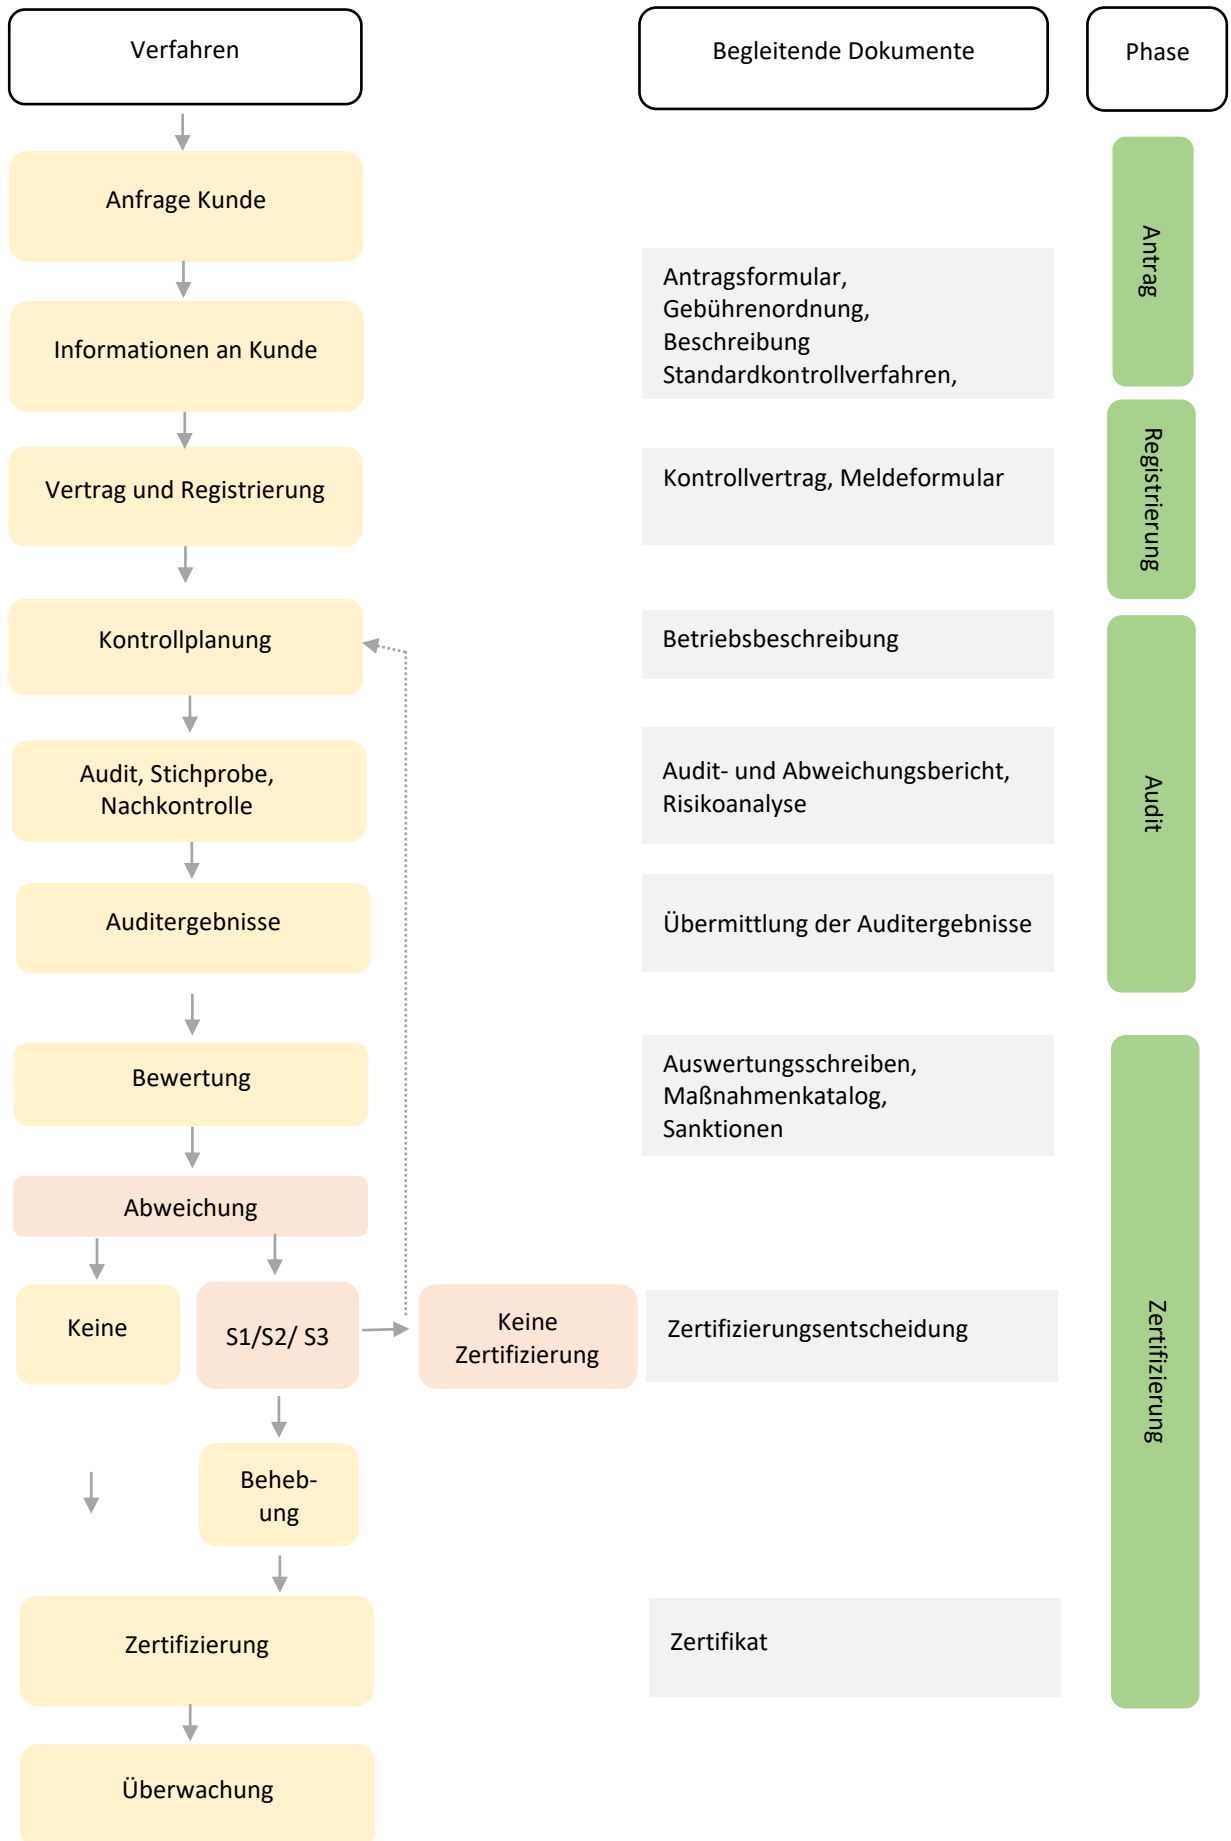 Verfahren
Begleitende Dokumente
Phase
Anfrage Kunde
Antrag
Antragsformular,
Gebührenordnung,
Beschreibung
Standardkontrollverfahren,
Informationen an Kunde
Vertrag und Registrierung
Kontrollvertrag, Meldeformular
Registrierung
Kontrollplanung
Betriebsbeschreibung
Audit, Stichprobe,
Nachkontrolle
Audit- und Abweichungsbericht,
Risikoanalyse
Audit
Auditergebnisse
Übermittlung der Auditergebnisse
Bewertung
Auswertungsschreiben,
Maßnahmenkatalog,
Sanktionen
Abweichung
Keine
S1/S2/ S3
Keine
Zertifizierung
Zertifizierungsentscheidung
Zertifizierung
Beheb-
ung
Zertifizierung
Zertifikat
Überwachung